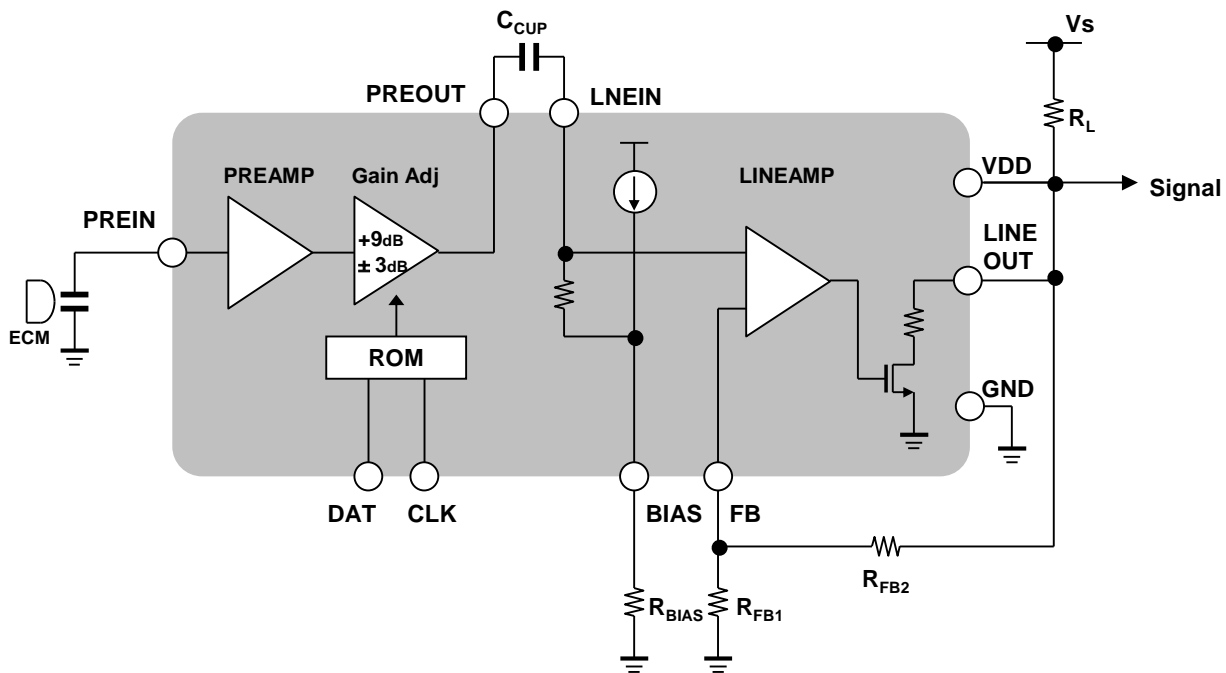 C_CUP
Vs
PREOUT
LNEIN
R_L
PREAMP
Gain Adj
LINEAMP
VDD
Signal
PREIN
+9dB
± 3dB
LINE
OUT
ECM
ROM
GND
DAT
CLK
BIAS
FB
R_FB2
R_BIAS
R_FB1